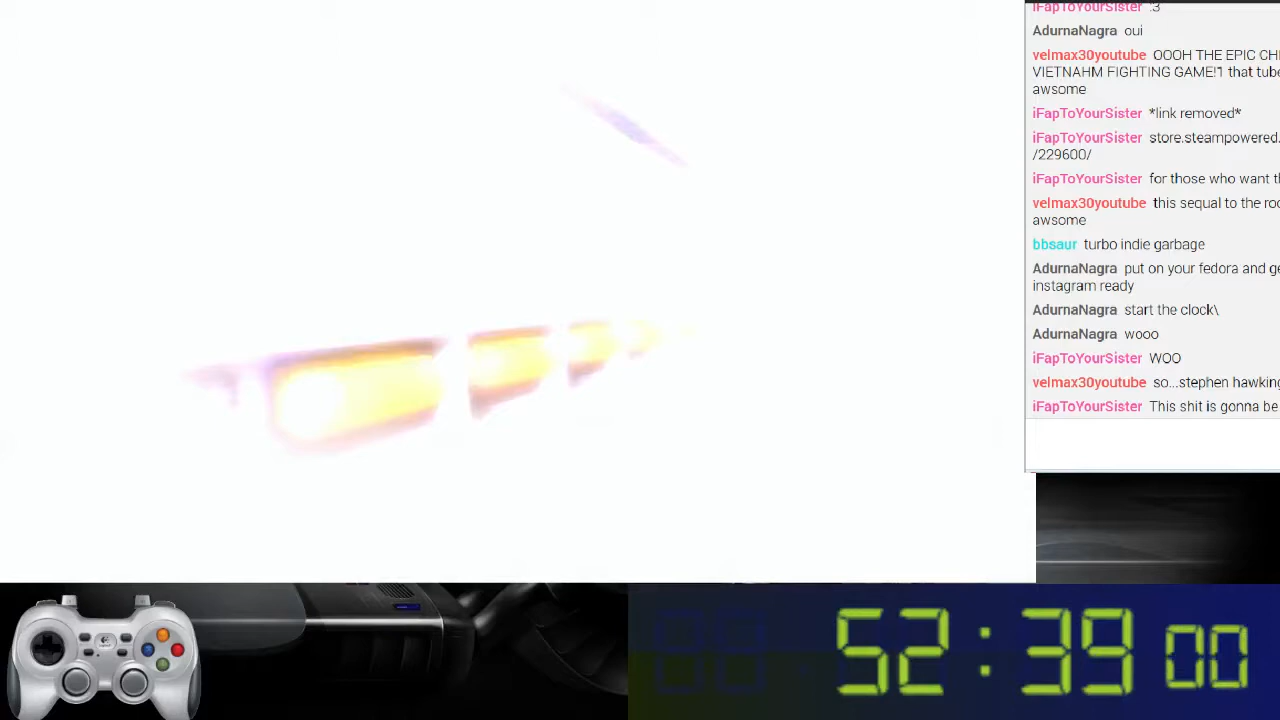 iFapToYourSister :3
AdurnaNagra oui
velmax30youtube OOOH THE EPIC CH
VIETNAHM FIGHTING GAME!1 that tube
awsome
iFapToYourSister *link removed*
iFapToYourSister store.steampowered.
/229600/
iFapToYourSister for those who want th
velmax30youtube this sequal to the roc
awsome
bbsaur turbo indie garbage
AdurnaNagra put on your fedora and ge
instagram ready
AdurnaNagra start the clock\
AdurnaNagra wooo
iFapToYourSister WOO
velmax30youtube so...stephen hawking
iFapToYourSister This shit is gonna be
52:39 00